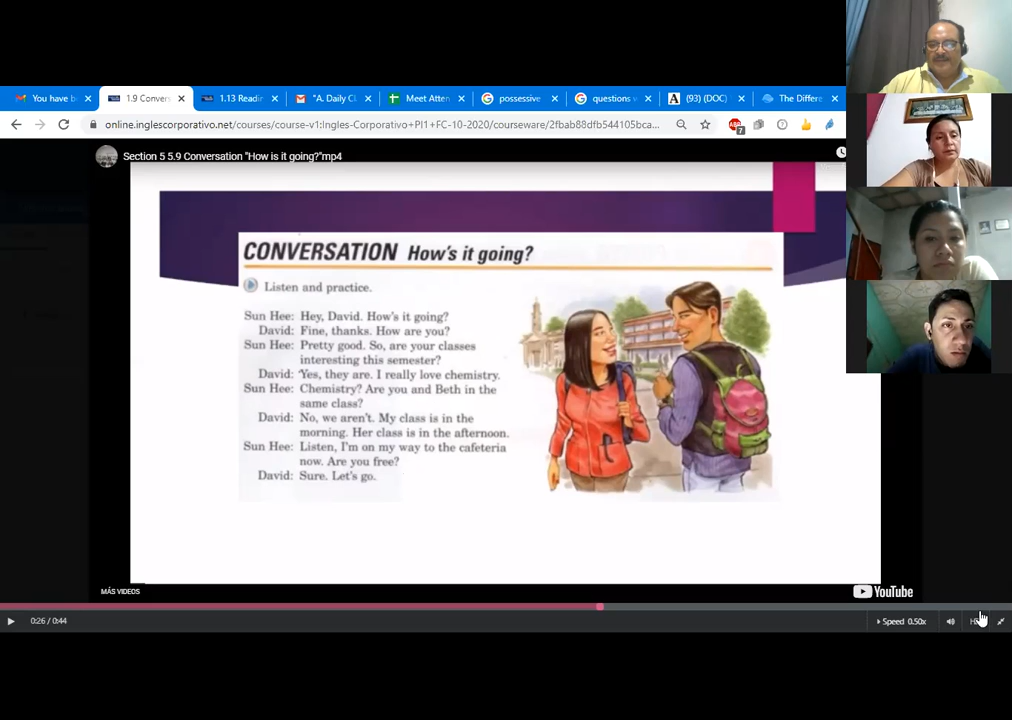 You have b
1.9 Convers
1.13 Readir
"A. Daily Cl
Meet Atten
possessive
questions w
(93) (DOC)
The Differe
online.inglescorporativo.net/courses/course-v1:Ingles-Corporativo+PI1+FC-10-2020/courseware/2fbab88dfb544105bca...
Section 5 5.9 Conversation "How is it going?"mp4
CONVERSATION How's it going?
Listen and practice.
Sun Hee: Hey, David. How's it going?
David: Fine, thanks. How are you?
Sun Hee: Pretty good. So, are your classes
interesting this semester?
David: Yes, they are. I really love chemistry.
Sun Hee: Chemistry? Are you and Beth in the
same class?
David: No, we aren't. My class is in the
morning. Her class is in the afternoon.
Sun Hee: Listen, I'm on my way to the cafeteria
now. Are you free?
David: Sure. Let's go.
MÁS VIDEOS
YouTube
0:26 / 0:44
Speed 0.50x